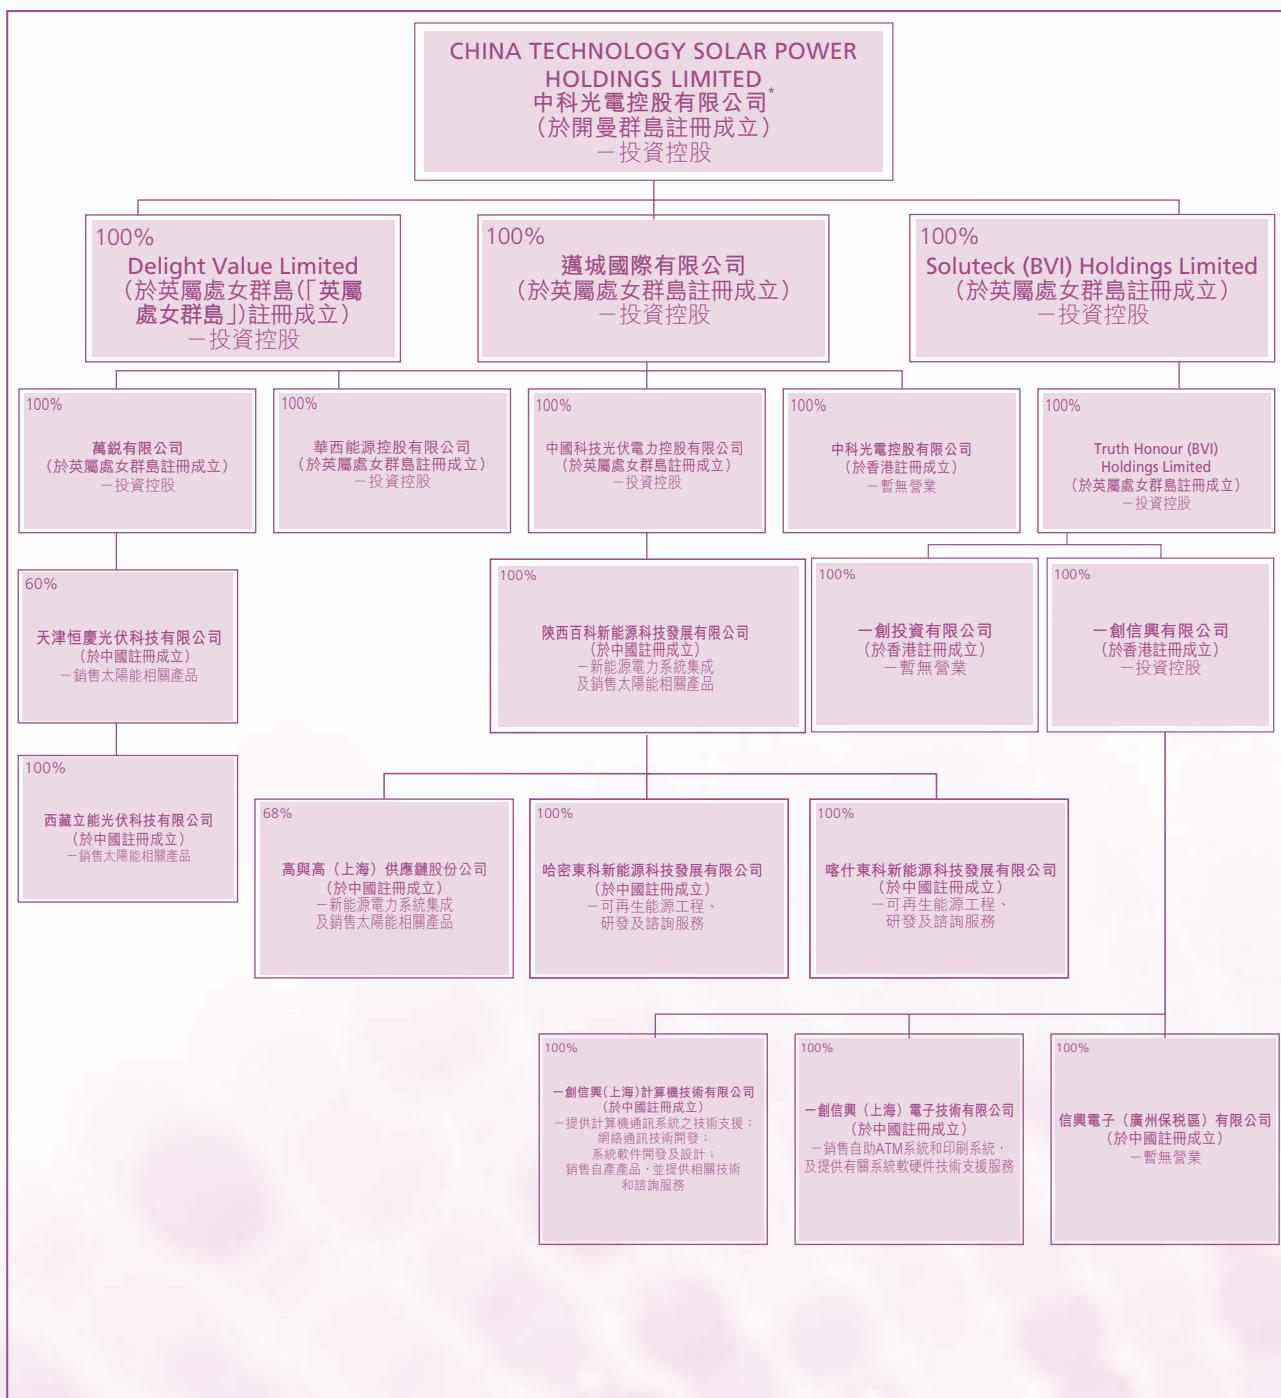 CHINA TECHNOLOGY SOLAR POWER
HOLDINGS LIMITED
中科光電控股有限公司*
（於開曼群島註冊成立）
－投資控股
100%
Delight Value Limited
（於英屬處女群島（「英屬
處女群島」）註冊成立）
－投資控股
100%
邁城國際有限公司
（於英屬處女群島註冊成立）
－投資控股
100%
Soluteck (BVI) Holdings Limited
（於英屬處女群島註冊成立）
－投資控股
100%
萬鋭有限公司
（於英屬處女群島註冊成立）
－投資控股
100%
華西能源控股有限公司
（於英屬處女群島註冊成立）
－投資控股
100%
中國科技光伏電力控股有限公司
（於英屬處女群島註冊成立）
－投資控股
100%
中科光電控股有限公司
（於香港註冊成立）
－暫無營業
100%
Truth Honour (BVI)
Holdings Limited
（於英屬處女群島註冊成立）
－投資控股
60%
天津恒慶光伏科技有限公司
（於中國註冊成立）
－銷售太陽能相關產品
100%
陝西百科新能源科技發展有限公司
（於中國註冊成立）
－新能源電力系統集成
及銷售太陽能相關產品
100%
一創投資有限公司
（於香港註冊成立）
－暫無營業
100%
一創信興有限公司
（於香港註冊成立）
－投資控股
100%
西藏立能光伏科技有限公司
（於中國註冊成立）
－銷售太陽能相關產品
68%
高與高（上海）供應鏈股份公司
（於中國註冊成立）
－新能源電力系統集成
及銷售太陽能相關產品
100%
哈密東科新能源科技發展有限公司
（於中國註冊成立）
－可再生能源工程、
研發及諮詢服務
100%
喀什東科新能源科技發展有限公司
（於中國註冊成立）
－可再生能源工程、
研發及諮詢服務
100%
一創信興（上海）計算機技術有限公司
（於中國註冊成立）
－提供計算機通訊系統之技術支援；
網絡通訊技術開發；
系統軟件開發及設計；
銷售自產產品，並提供相關技術
和諮詢服務
100%
一創信興（上海）電子技術有限公司
（於中國註冊成立）
－銷售自助ATM系統和印刷系統，
及提供有關系統軟硬件技術支援服務
100%
信興電子（廣州保税區）有限公司
（於中國註冊成立）
－暫無營業